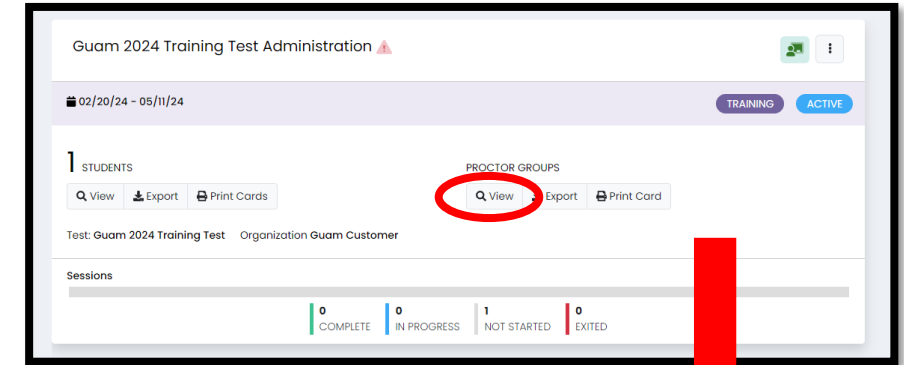 Guam 2024 Training Test Administration
02/20/24 - 05/11/24 TRAINING ACTIVE
1 STUDENTS PROCTOR GROUPS
View Export Print Cards View Export Print Card
Test: Guam 2024 Training Test Organization Guam Customer
Sessions
0 0 1 0
COMPLETE IN PROGRESS NOT STARTED EXITED